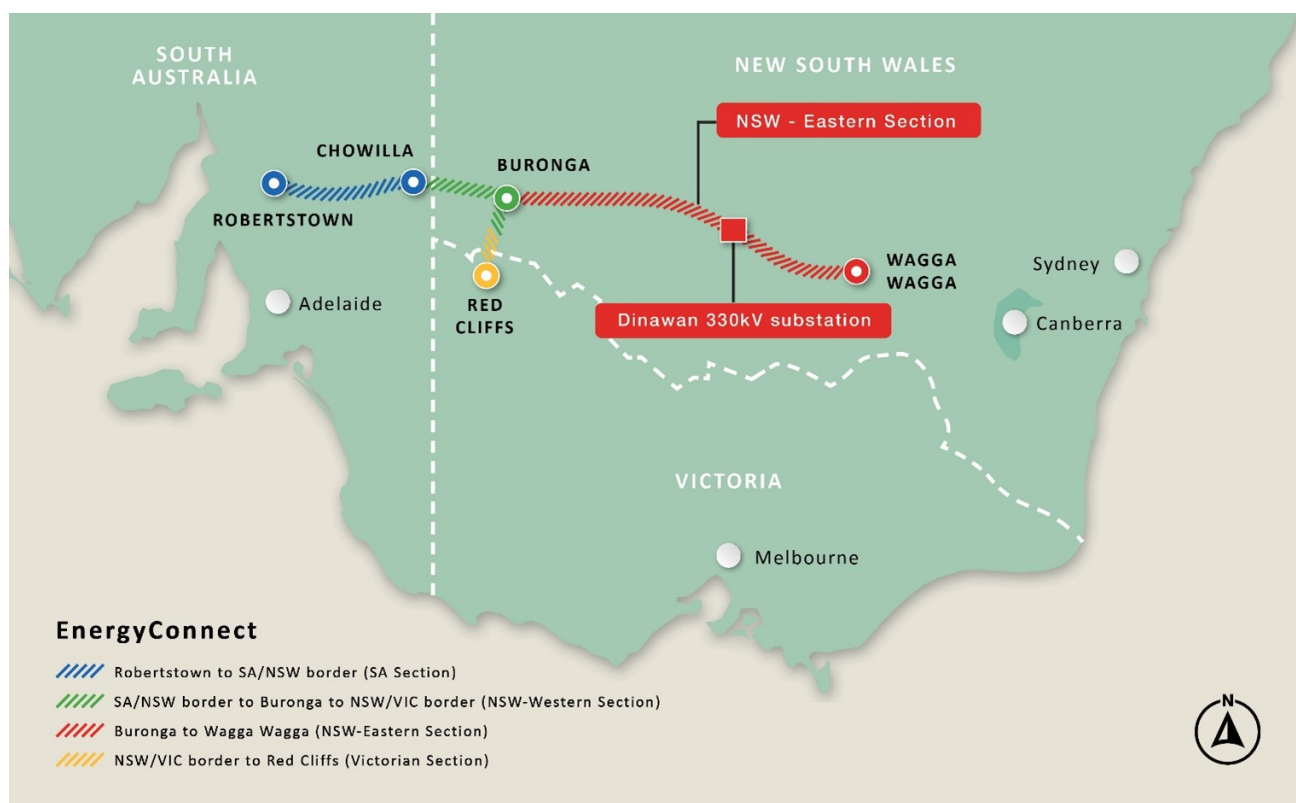 SOUTH
AUSTRALIA
NEW SOUTH WALES
NSW - Eastern Section
CHOWILLA
BURONGA
ROBERTSTOWN
WAGGA
WAGGA
Sydney
Adelaide
RED
CLIFFS
Dinawan 330kV substation
Canberra
VICTORIA
Melbourne
EnergyConnect
Robertstown to SA/NSW border (SA Section)
SA/NSW border to Buronga to NSW/VIC border (NSW-Western Section)
Buronga to Wagga Wagga (NSW-Eastern Section)
NSW/VIC border to Red Cliffs (Victorian Section)
N